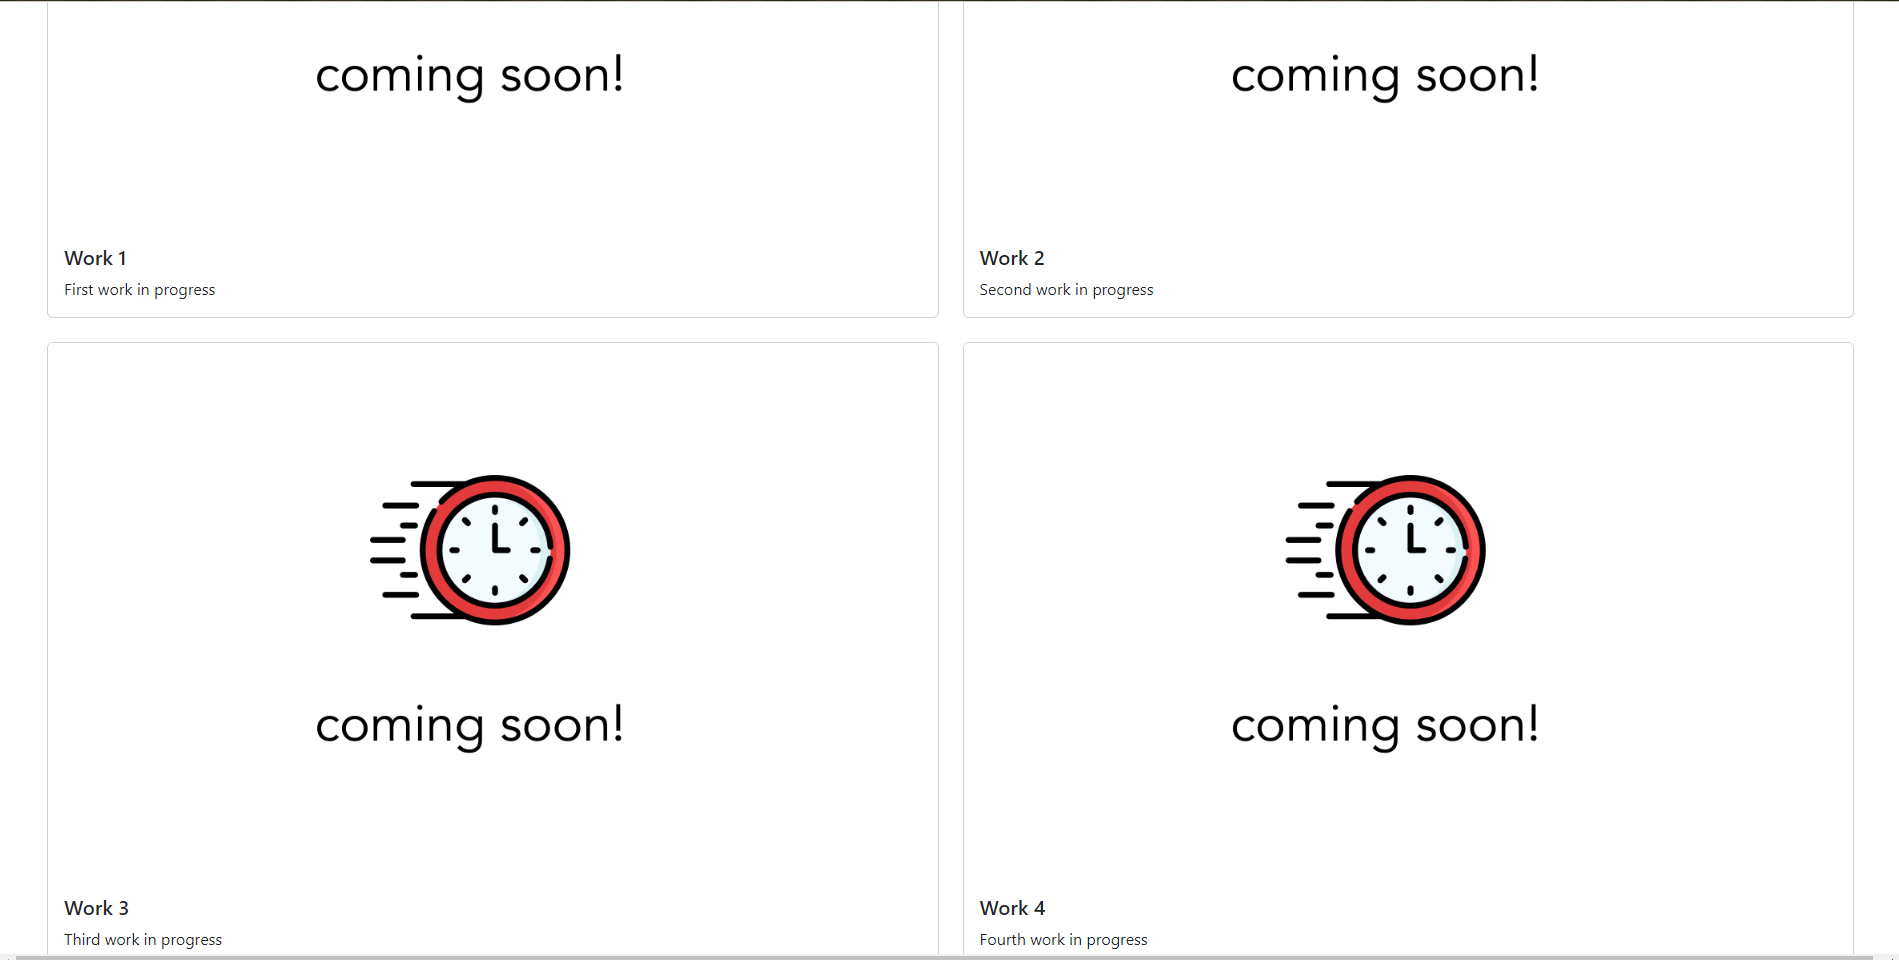 coming soon!
coming soon!
Work 1
First work in progress
Work 2
Second work in progress
coming soon!
coming soon!
Work 3
Third work in progress
Work 4
Fourth work in progress